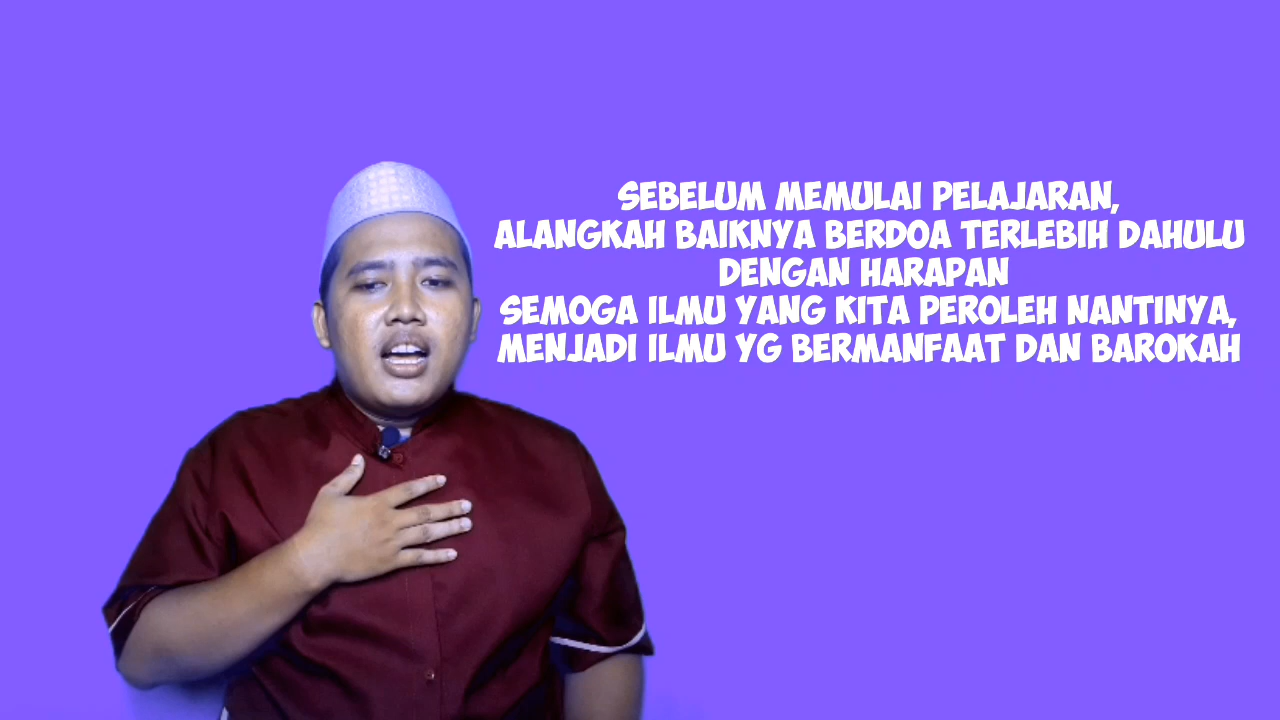 SEBELUM MEMULAI PELAJARAN,
ALANGKAH BAIKNYA BERDOA TERLEBIH DAHULU
DENGAN HARAPAN
SEMOGA ILMU YANG KITA PEROLEH NANTINYA,
MENJADI ILMU YG BERMANFAAT DAN BAROKAH